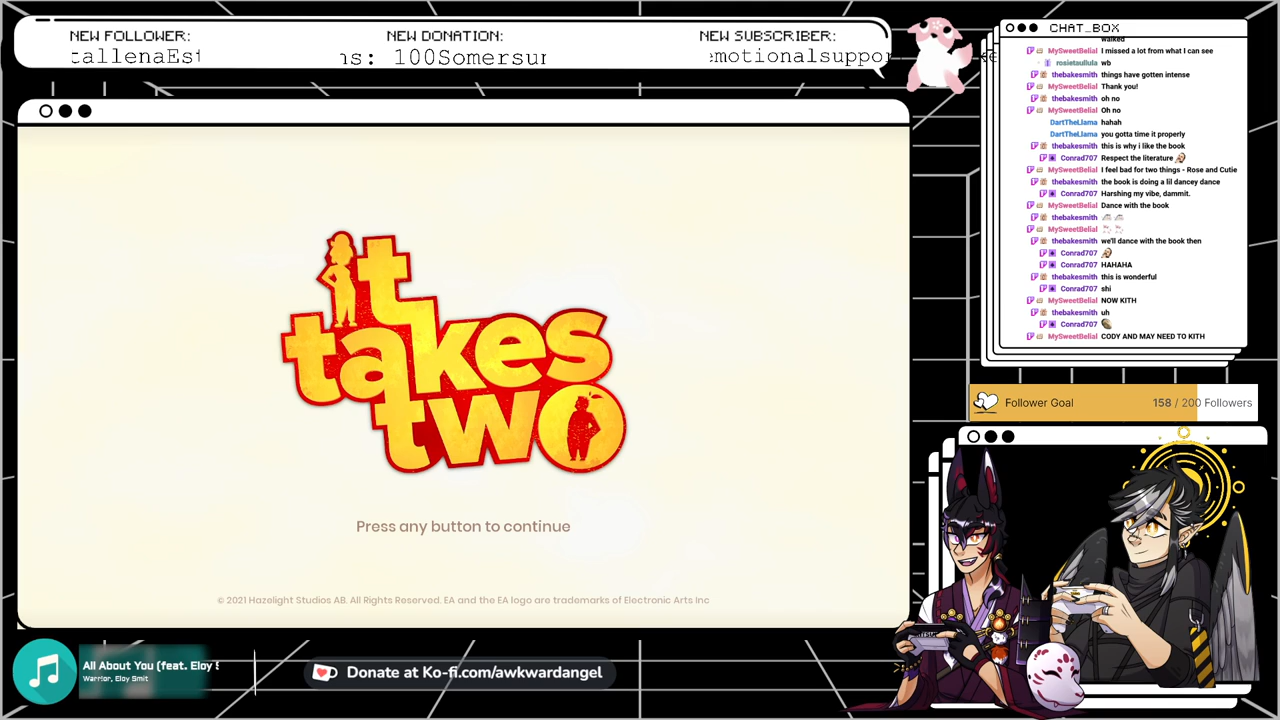 NEW FOLLOWER:
NEW DONATION:
NEW SUBSCRIBER:
tallenaEst
ns: 100Somersun
emotionalsuppor
CHAT_BOX
walked
MySweetBelial I missed a lot from what I can see
rosietaullula wb
thebakesmith things have gotten intense
MySweetBelial Thank you!
thebakesmith oh no
MySweetBelial Oh no
DartTheLlama hahah
DartTheLlama you gotta time it properly
thebakesmith this is why i like the book
Conrad707 Respect the literature
MySweetBelial I feel bad for two things - Rose and Cutie
thebakesmith the book is doing a lil dancey dance
Conrad707 Harshing my vibe, dammit.
MySweetBelial Dance with the book
thebakesmith
MySweetBelial
thebakesmith we'll dance with the book then
Conrad707
Conrad707 HAHAHA
thebakesmith this is wonderful
Conrad707 shi
MySweetBelial NOW KITH
thebakesmith uh
Conrad707
MySweetBelial CODY AND MAY NEED TO KITH
it
takes
two
Press any button to continue
© 2021 Hazelight Studios AB. All Rights Reserved. EA and the EA logo are trademarks of Electronic Arts Inc
Follower Goal 158 / 200 Followers
All About You (feat. Eloy S
Warr!or, Eloy Smit
Donate at Ko-fi.com/awkwardangel